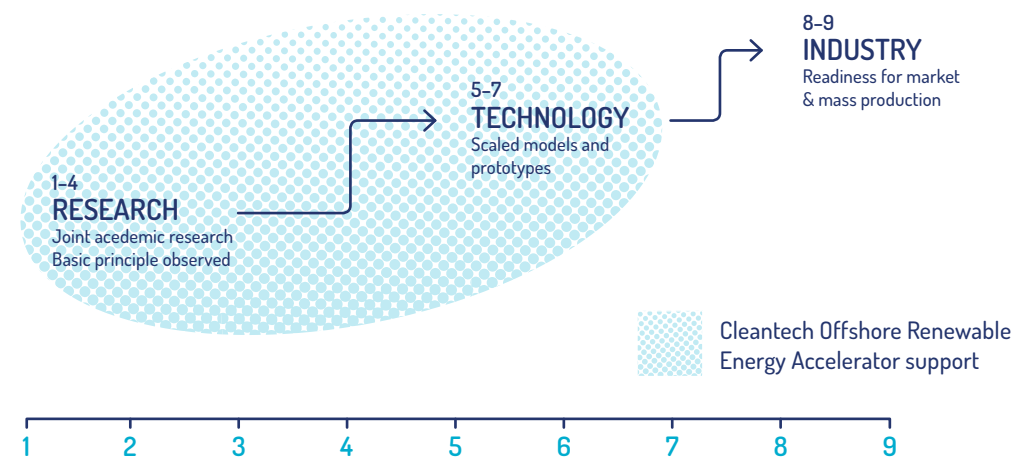 1–4
RESEARCH
Joint acedemic research
Basic principle observed
5–7
TECHNOLOGY
Scaled models and
prototypes
8–9
INDUSTRY
Readiness for market
& mass production
Cleantech Offshore Renewable
Energy Accelerator support
1 2 3 4 5 6 7 8 9